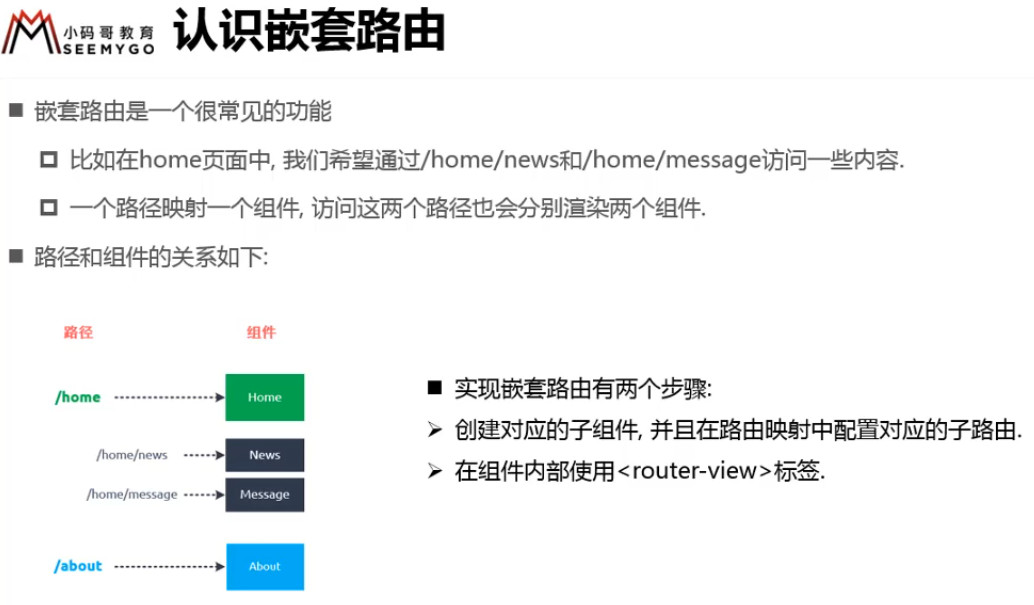 小码哥教育
SEEMYGO
认识嵌套路由
嵌套路由是一个很常见的功能
比如在home页面中, 我们希望通过/home/news和/home/message访问一些内容.
一个路径映射一个组件, 访问这两个路径也会分别渲染两个组件.
路径和组件的关系如下:
路径 组件
/home Home
/home/news News
/home/message Message
/about About
实现嵌套路由有两个步骤:
创建对应的子组件, 并且在路由映射中配置对应的子路由.
在组件内部使用<router-view>标签.